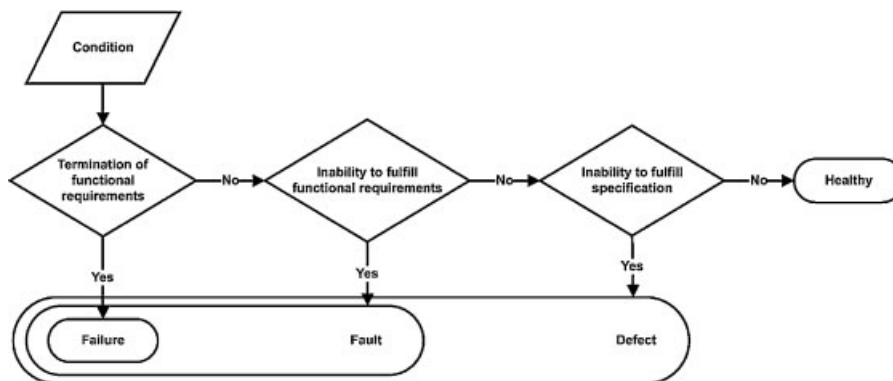 Condition
Termination of
functional
requirements
No
Inability to fulfill
functional requirements
No
Inability to fulfill
specification
No
Healthy
Yes
Yes
Yes
Failure
Fault
Defect